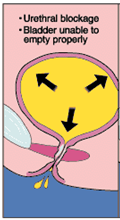 • Urethral blockage
• Bladder unable to
empty properly